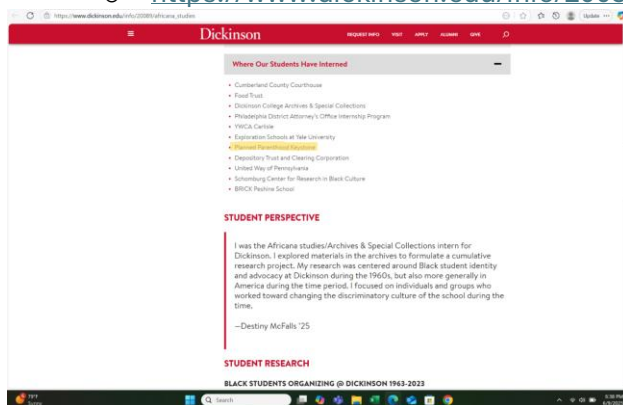 https://www.dickinson.edu/info/20089/africana_studies
Update
Dickinson
REQUEST INFO VISIT APPLY ALUMNI GIVE
Where Our Students Have Interned
• Cumberland County Courthouse
• Food Trust
• Dickinson College Archives & Special Collections
• Philadelphia District Attorney's Office Internship Program
• YWCA Carlisle
• Exploration Schools at Yale University
• Planned Parenthood Keystone
• Depository Trust and Clearing Corporation
• United Way of Pennsylvania
• Schomburg Center for Research in Black Culture
• BRICK Peshine School
STUDENT PERSPECTIVE
I was the Africana studies/Archives & Special Collections intern for
Dickinson. I explored materials in the archives to formulate a cumulative
research project. My research was centered around Black student identity
and advocacy at Dickinson during the 1960s, but also more generally in
America during the time period. I focused on individuals and groups who
worked toward changing the discriminatory culture of the school during the
time.
—Destiny McFalls '25
STUDENT RESEARCH
BLACK STUDENTS ORGANIZING @ DICKINSON 1963-2023
Sunny
Search